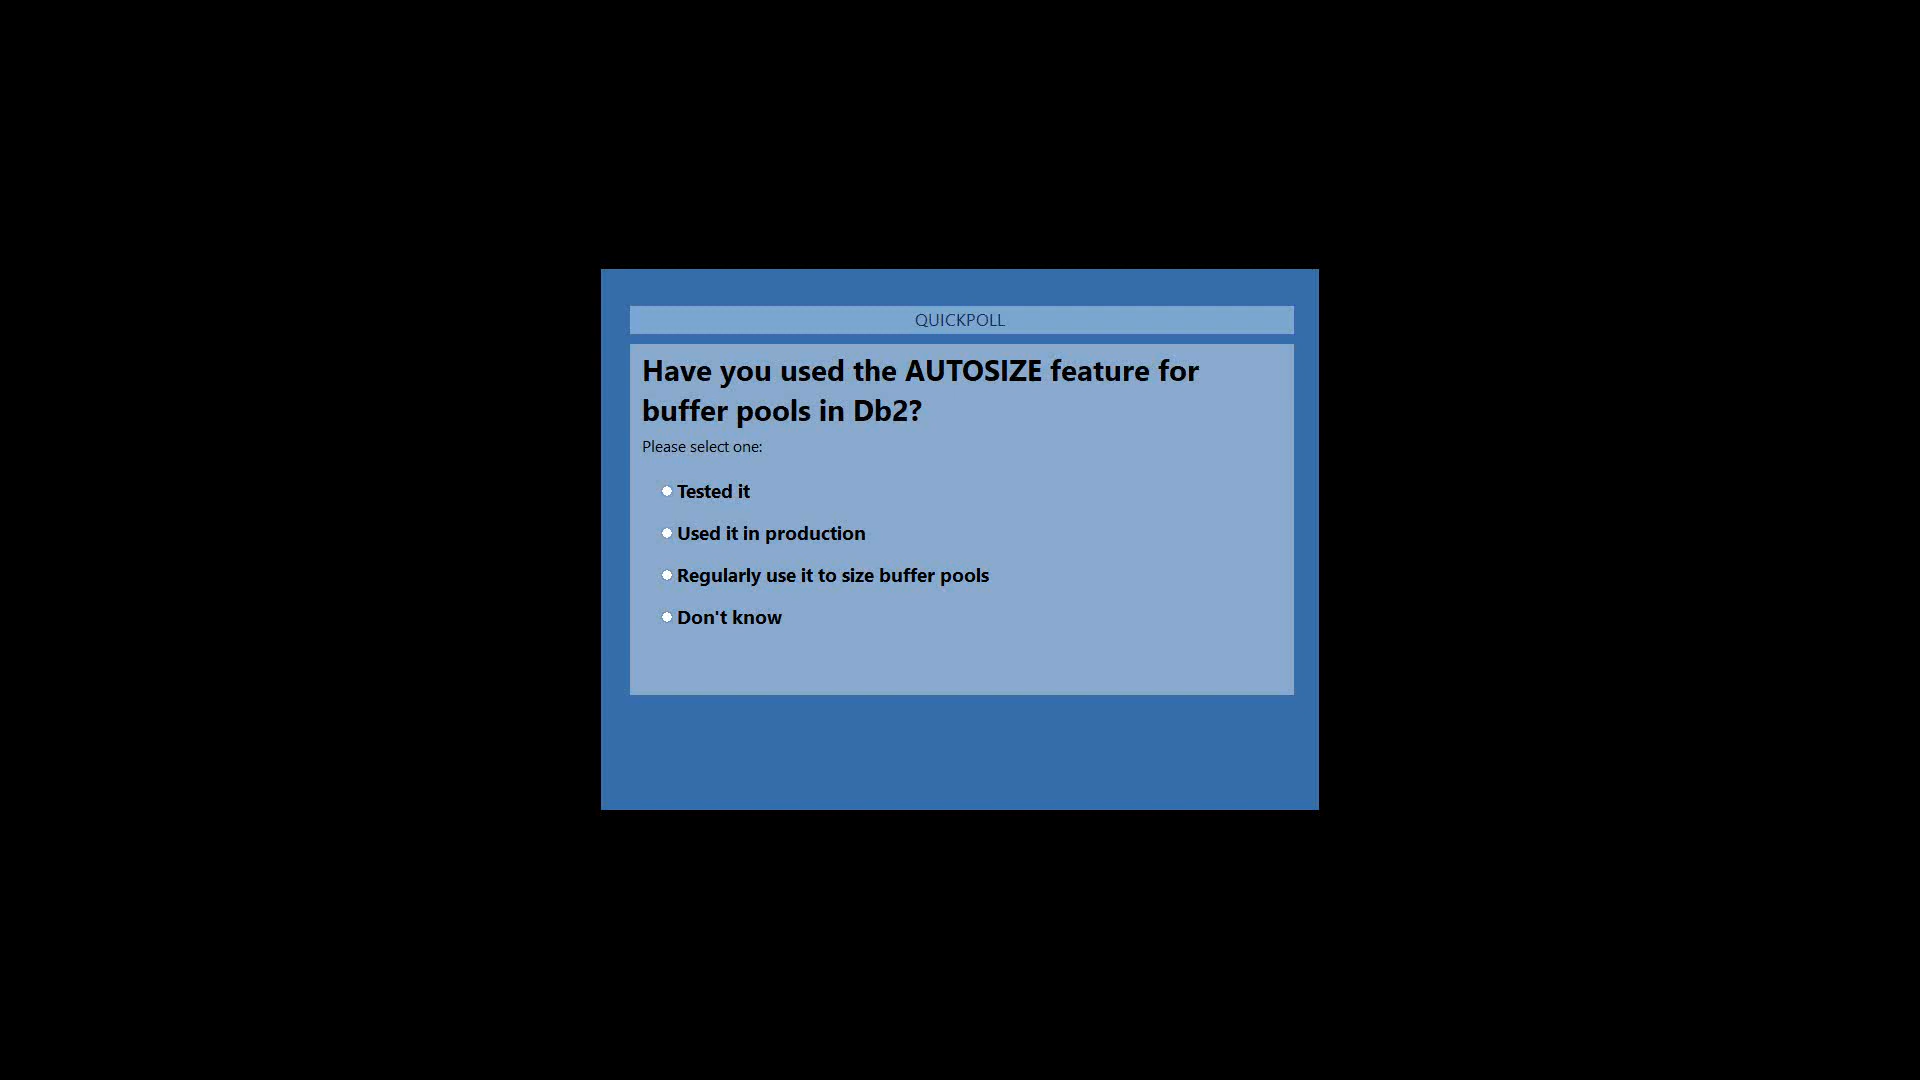 QUICKPOLL
Have you used the AUTOSIZE feature for
buffer pools in Db2?
Please select one:
Tested it
Used it in production
Regularly use it to size buffer pools
Don't know